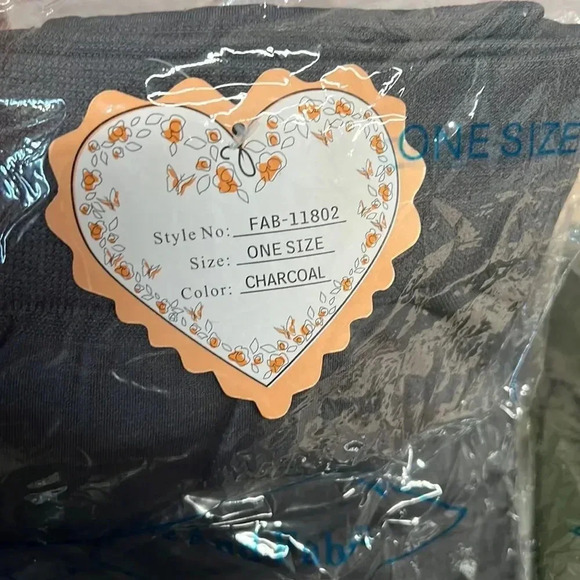 ONE SIZE
Style No: FAB-11802
Size: ONE SIZE
Color: CHARCOAL